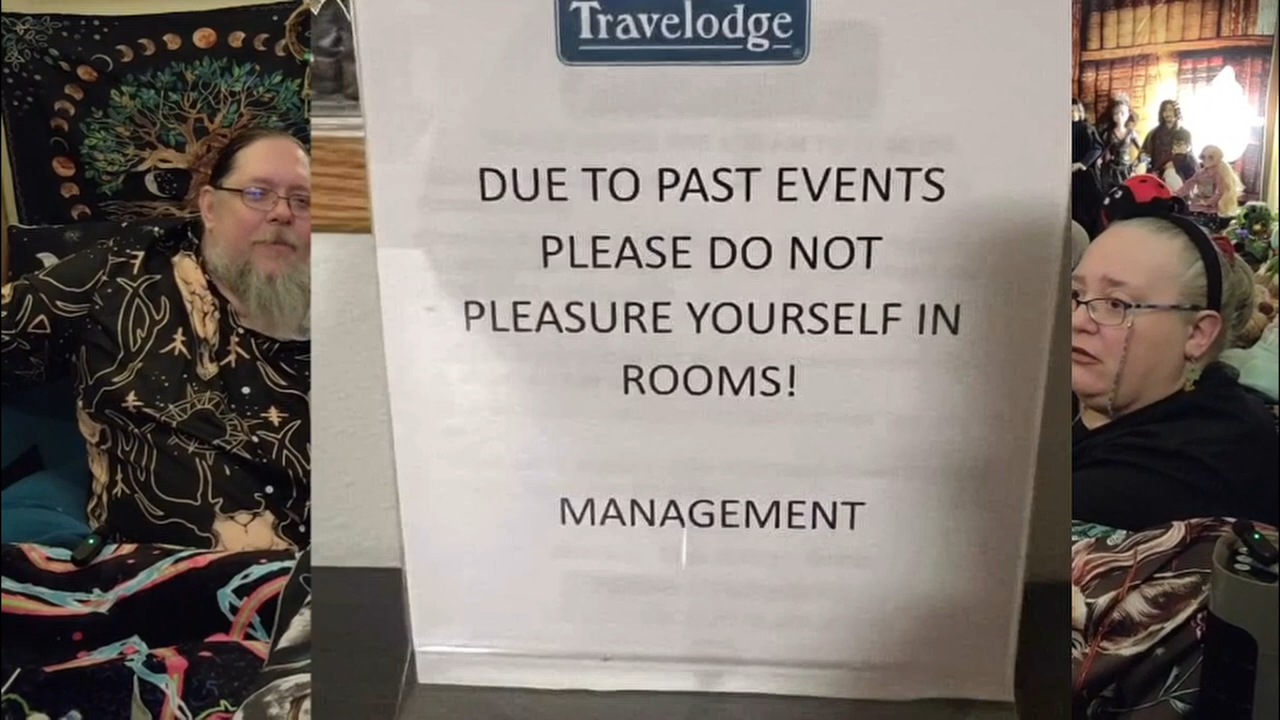 Travelodge
DUE TO PAST EVENTS
PLEASE DO NOT
PLEASURE YOURSELF IN
ROOMS!
MANAGEMENT